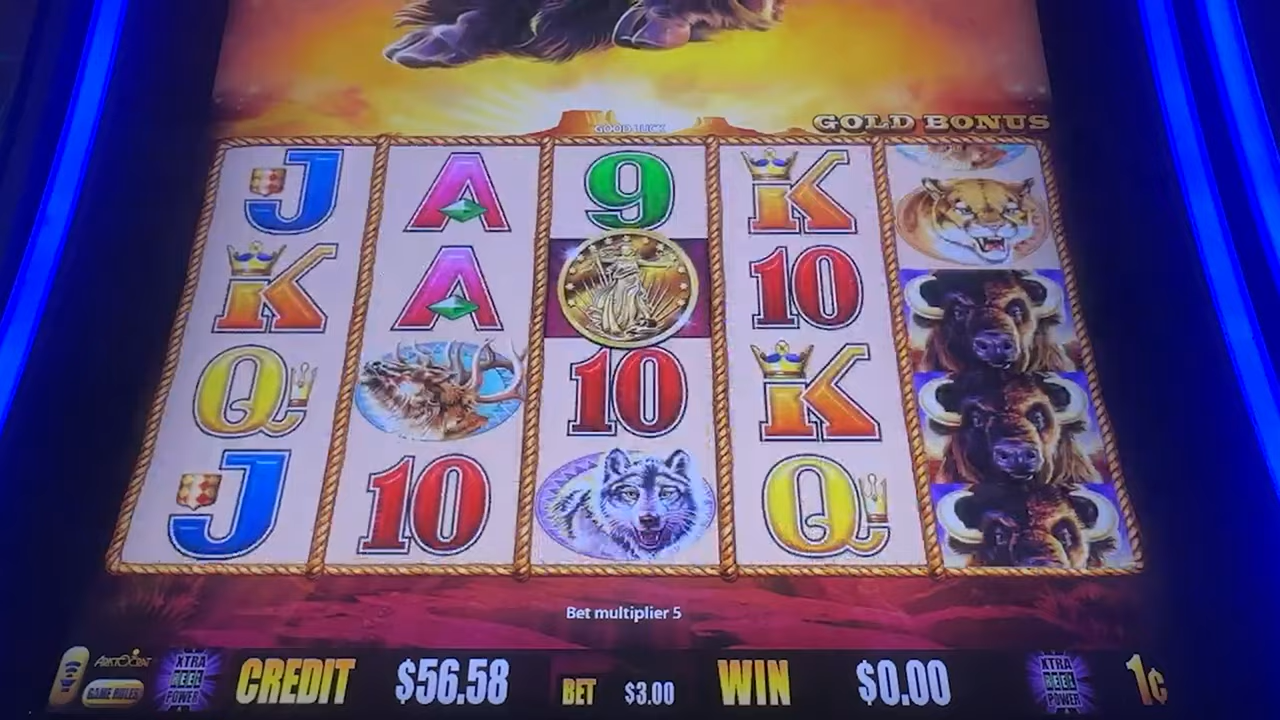 GOOD LUCK
GOLD BONUS
J A 9 K
K A 10
Q 10 K
J 10 Q
Bet multiplier 5
ARISTOCRAT
GAME RULES
XTRA REEL POWER
CREDIT $56.58
BET $3.00
WIN $0.00
XTRA REEL POWER
1¢